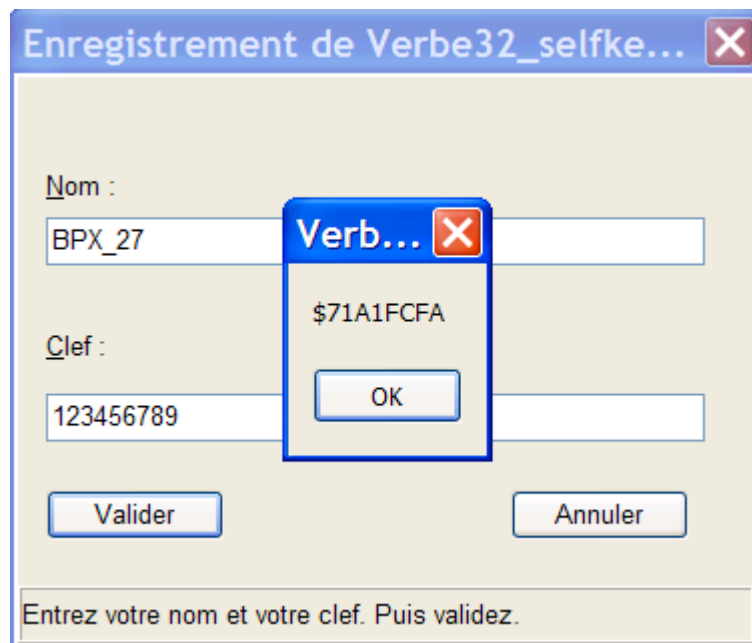 Enregistrement de Verbe32_selfke...
Nom :
BPX_27
Verb...
$71A1FCFA
Clef :
OK
123456789
Valider
Annuler
Entrez votre nom et votre clef. Puis validez.